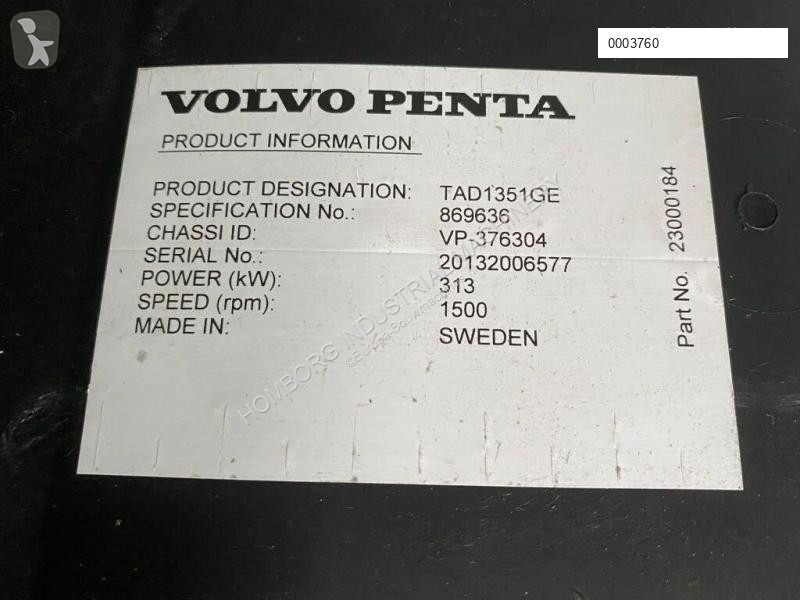 0003760
VOLVO PENTA
PRODUCT INFORMATION
PRODUCT DESIGNATION: TAD1351GE
SPECIFICATION No.: 869636
CHASSI ID: VP-376304
SERIAL No.: 20132006577
POWER (kW): 313
SPEED (rpm): 1500
MADE IN: SWEDEN
Part No. 23000184
HOMBORG INDUSTRIAL MACHINERY